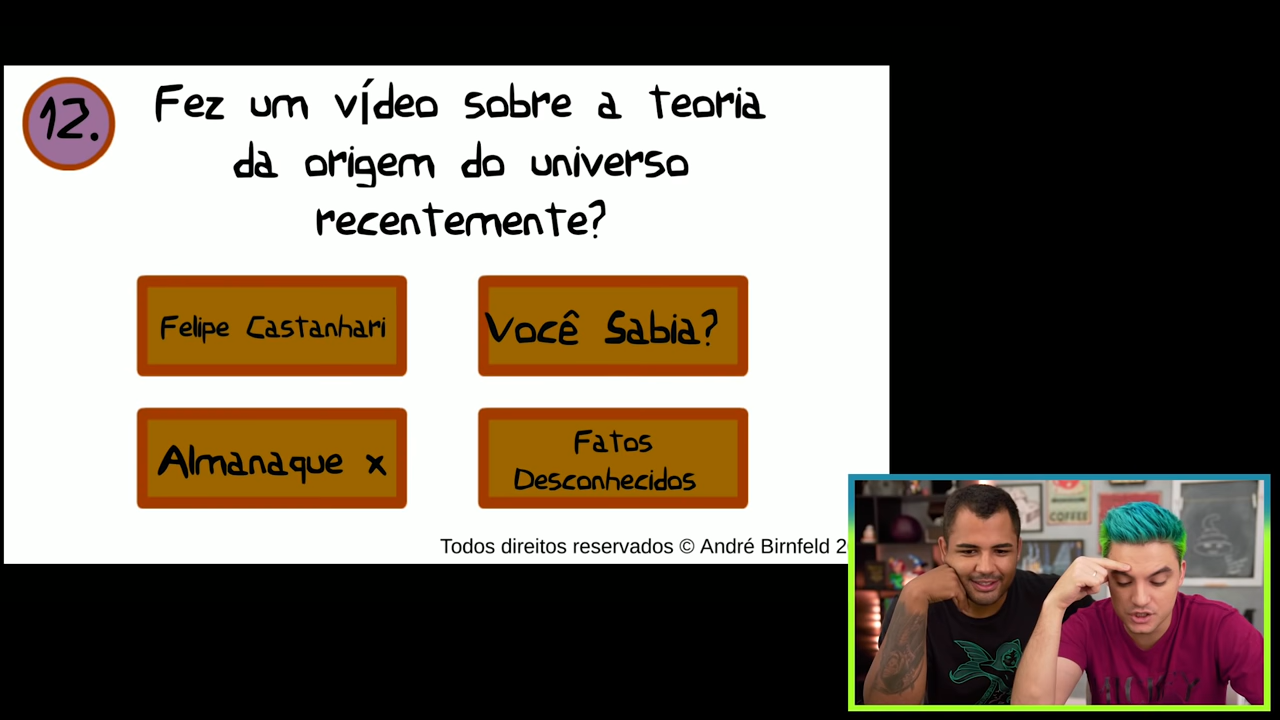 12.
Fez um vídeo sobre a teoria
da origem do universo
recentemente?
Felipe Castanhari
Você Sabia?
Almanaque x
Fatos
Desconhecidos
Todos direitos reservados © André Birnfeld
COFFEE